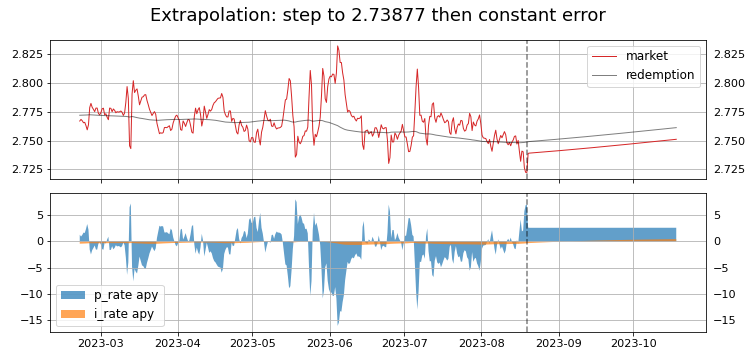 Extrapolation: step to 2.73877 then constant error
2.825 2.825
market
2.800 2.800
redemption
2.775 2.775
2.750 2.750
2.725 2.725
5 5
0 0
−5 −5
p_rate apy
−10 −10
i_rate apy
−15 −15
2023-03 2023-04 2023-05 2023-06 2023-07 2023-08 2023-09 2023-10